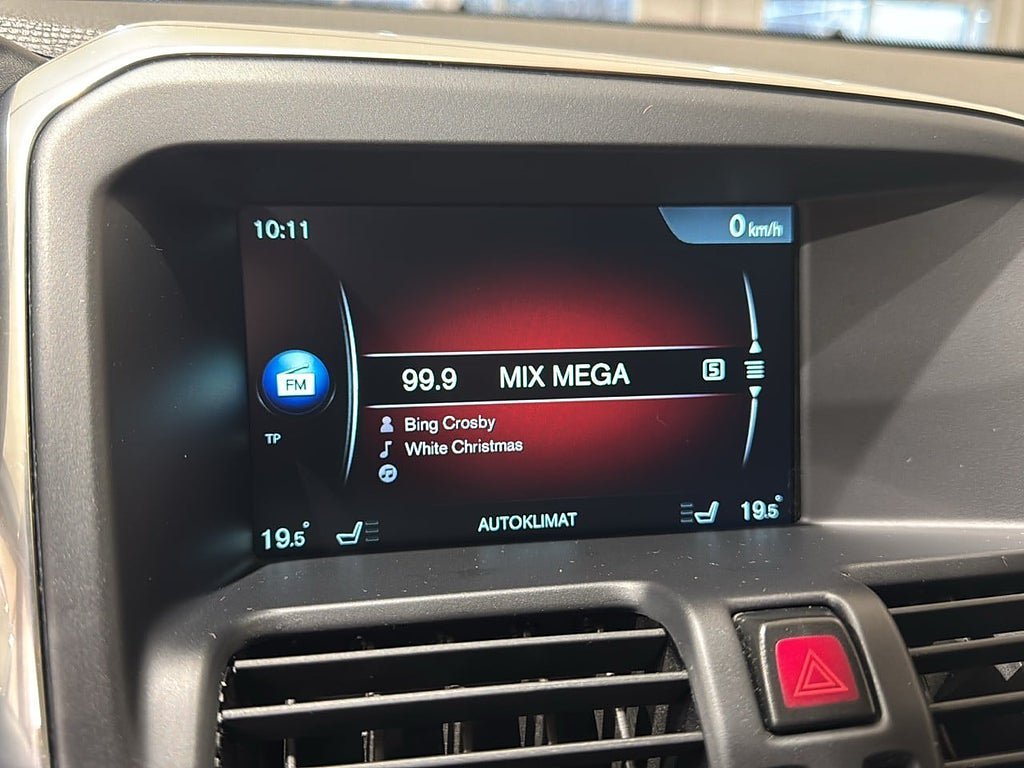 10:11
0 km/h
FM
99.9 MIX MEGA 5
TP
Bing Crosby
White Christmas
19.5° AUTOKLIMAT 19.5°